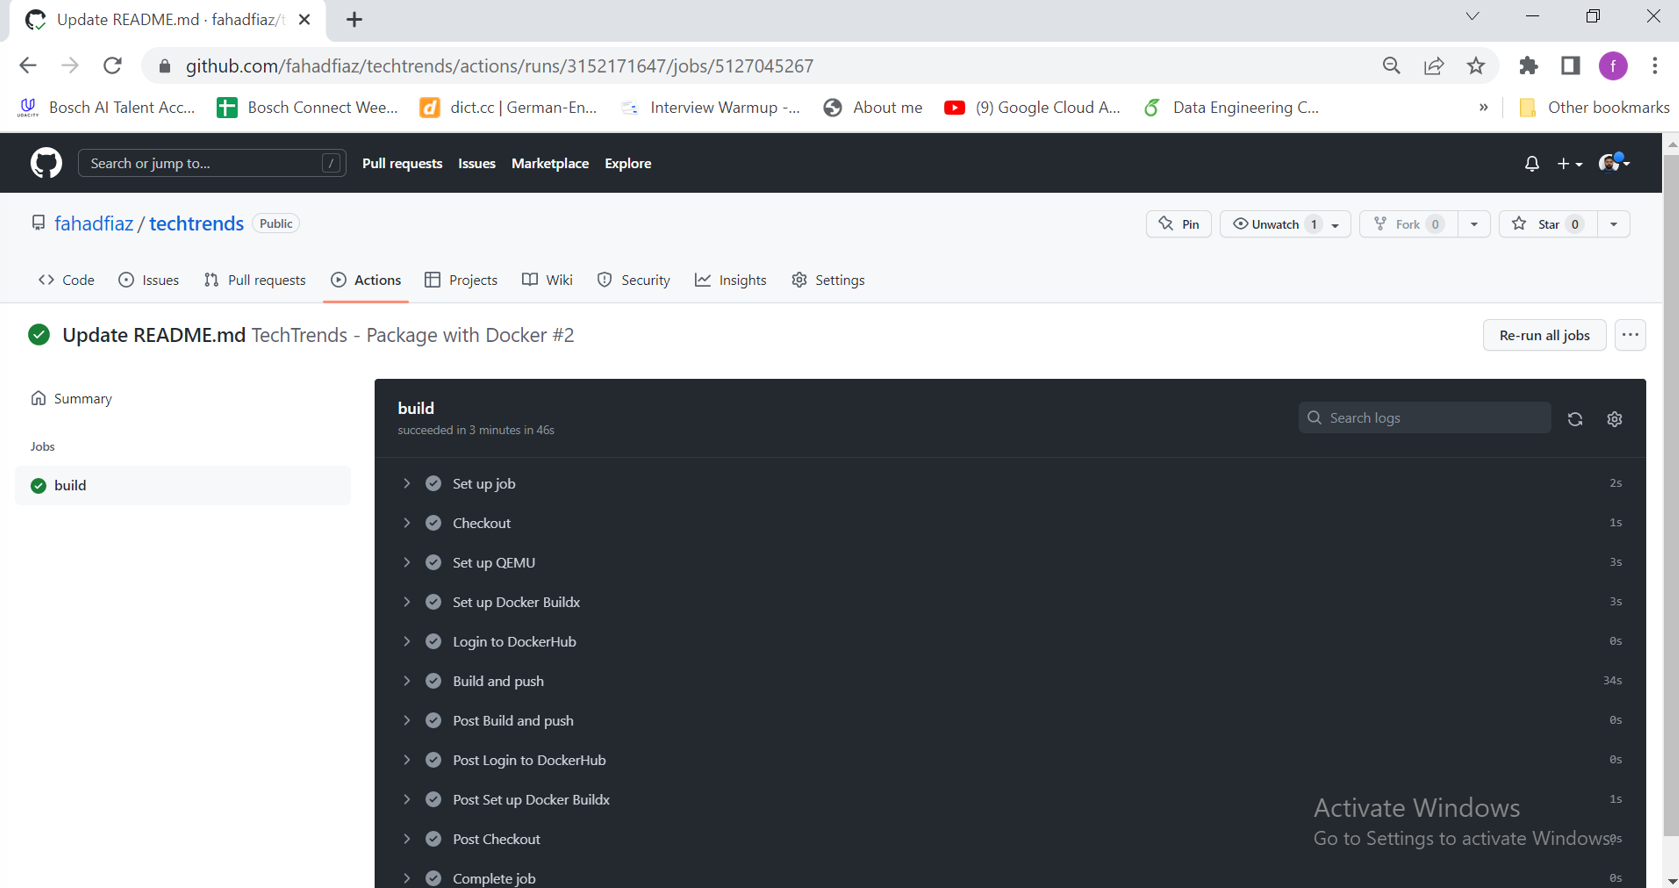 Update README.md · fahadfiaz/t
github.com/fahadfiaz/techtrends/actions/runs/3152171647/jobs/5127045267
f
UDACITY Bosch AI Talent Acc... Bosch Connect Wee... d dict.cc | German-En... Interview Warmup -... About me (9) Google Cloud A... Data Engineering C... » Other bookmarks
Search or jump to... / Pull requests Issues Marketplace Explore
fahadfiaz / techtrends Public Pin Unwatch 1 Fork 0 Star 0
Code Issues Pull requests Actions Projects Wiki Security Insights Settings
Update README.md TechTrends - Package with Docker #2 Re-run all jobs ...
Summary
Jobs
build
build
succeeded in 3 minutes in 46s
Search logs
Set up job 2s
Checkout 1s
Set up QEMU 3s
Set up Docker Buildx 3s
Login to DockerHub 0s
Build and push 34s
Post Build and push 0s
Post Login to DockerHub 0s
Post Set up Docker Buildx 1s
Post Checkout 0s
Complete job 0s
Activate Windows
Go to Settings to activate Windows.